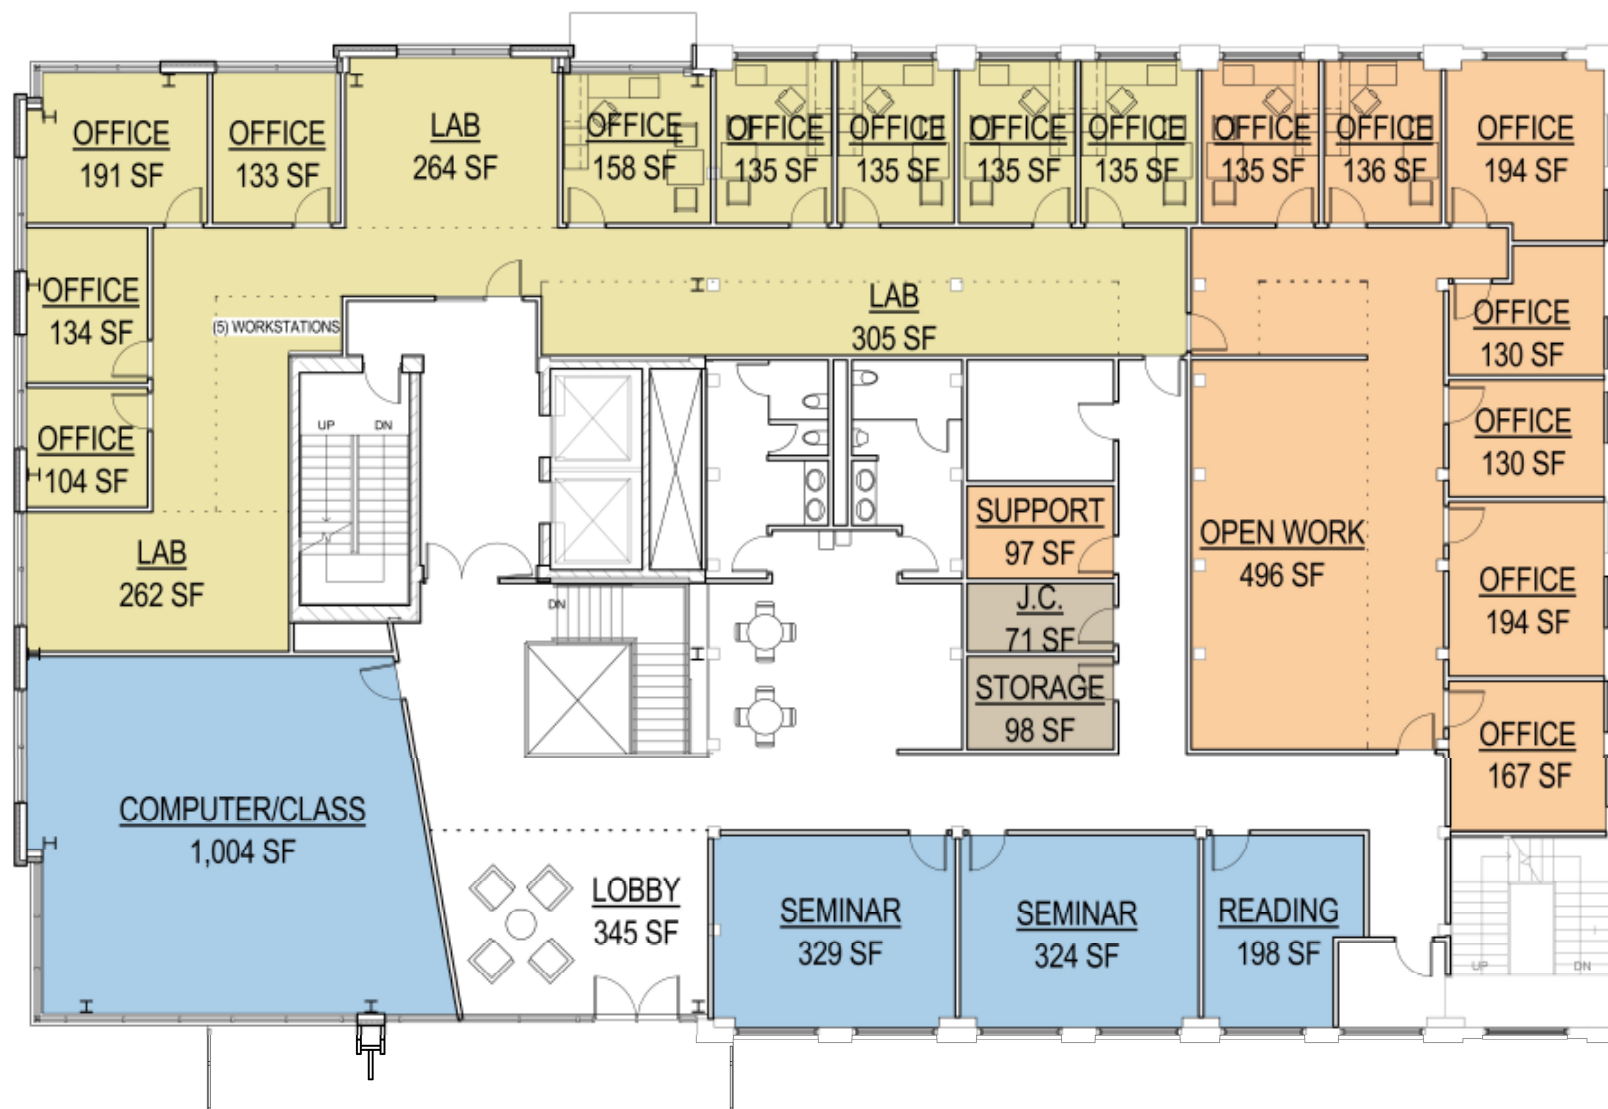 OFFICE
191 SF
OFFICE
133 SF
LAB
264 SF
OFFICE
158 SF
OFFICE
135 SF
OFFICE
135 SF
OFFICE
135 SF
OFFICE
135 SF
OFFICE
135 SF
OFFICE
136 SF
OFFICE
194 SF
OFFICE
134 SF
(5) WORKSTATIONS
LAB
305 SF
OFFICE
130 SF
OFFICE
104 SF
UP
DN
OFFICE
130 SF
SUPPORT
97 SF
OPEN WORK
496 SF
LAB
262 SF
DN
J.C.
71 SF
OFFICE
194 SF
STORAGE
98 SF
OFFICE
167 SF
COMPUTER/CLASS
1,004 SF
LOBBY
345 SF
SEMINAR
329 SF
SEMINAR
324 SF
READING
198 SF
UP
DN